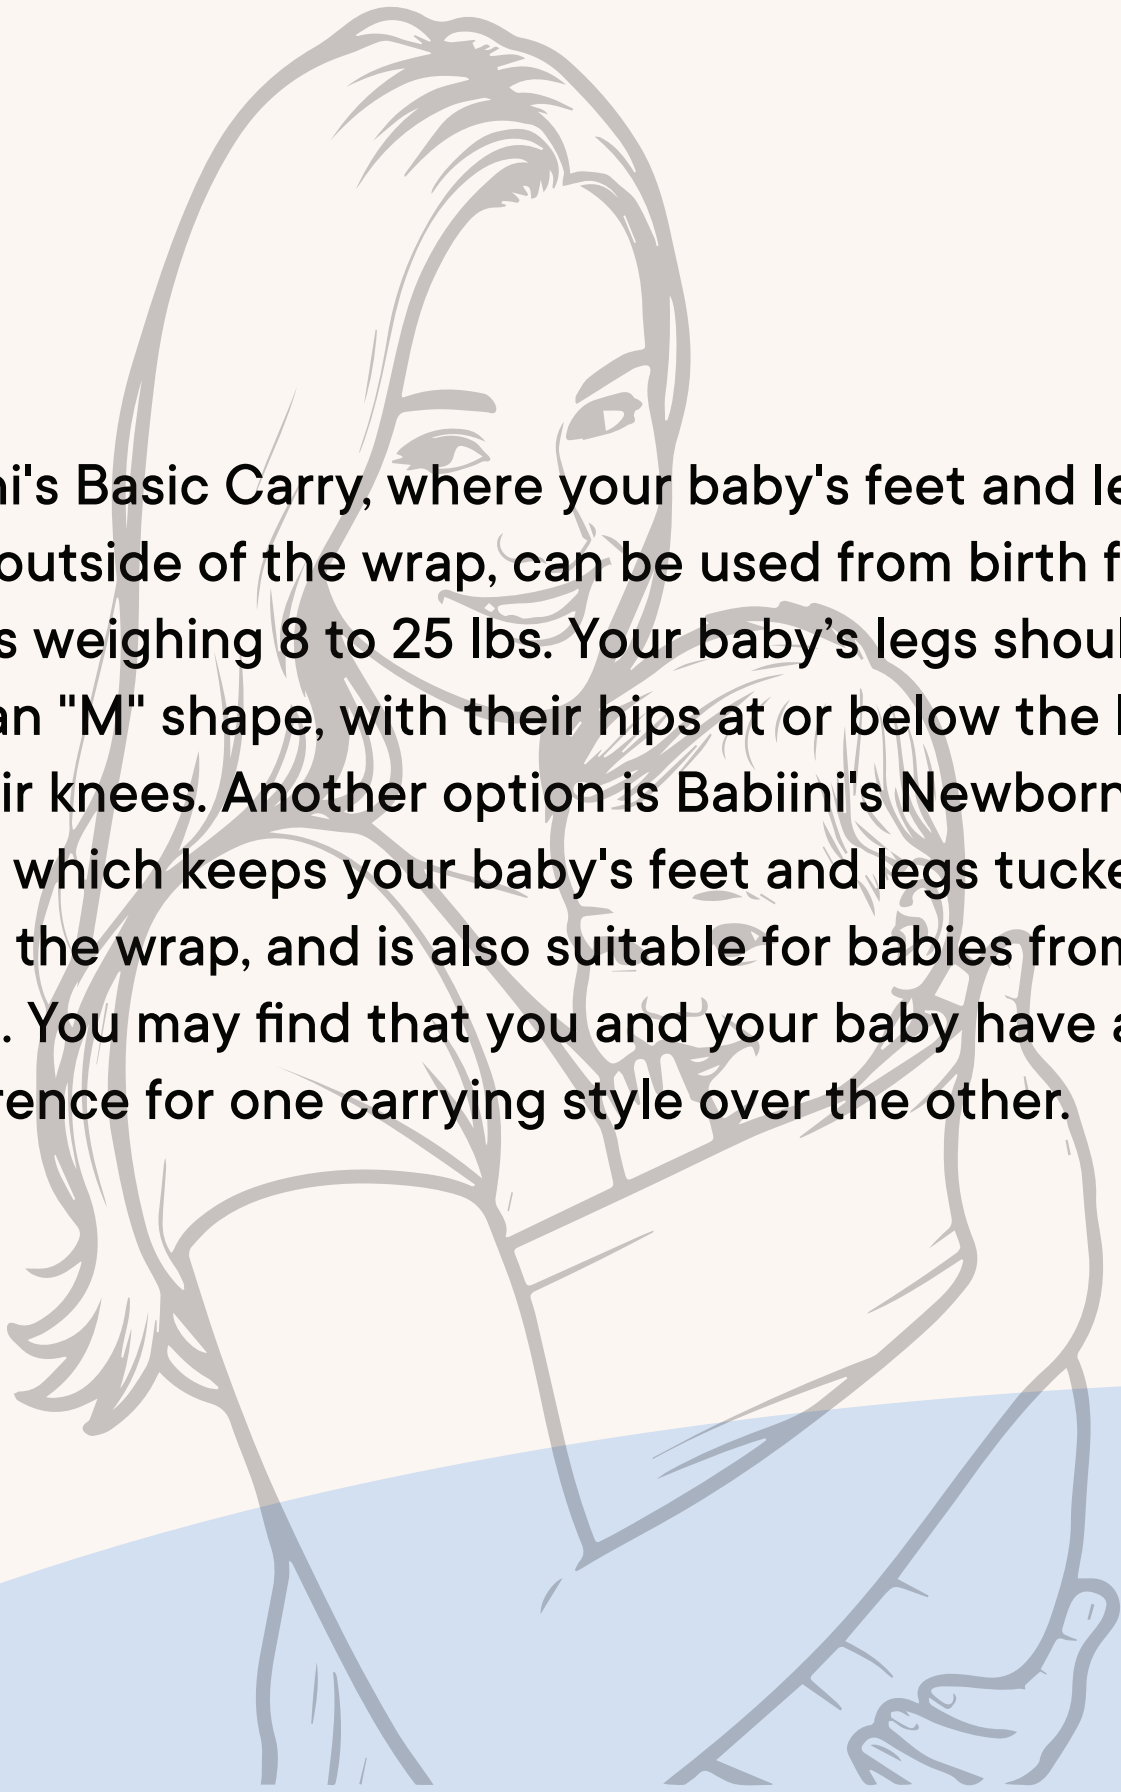 ni's Basic Carry, where your baby's feet and le
outside of the wrap, can be used from birth f
s weighing 8 to 25 lbs. Your baby’s legs shoul
an "M" shape, with their hips at or below the
ir knees. Another option is Babiini's Newborn
which keeps your baby's feet and legs tucke
the wrap, and is also suitable for babies from
. You may find that you and your baby have a
rence for one carrying style over the other.